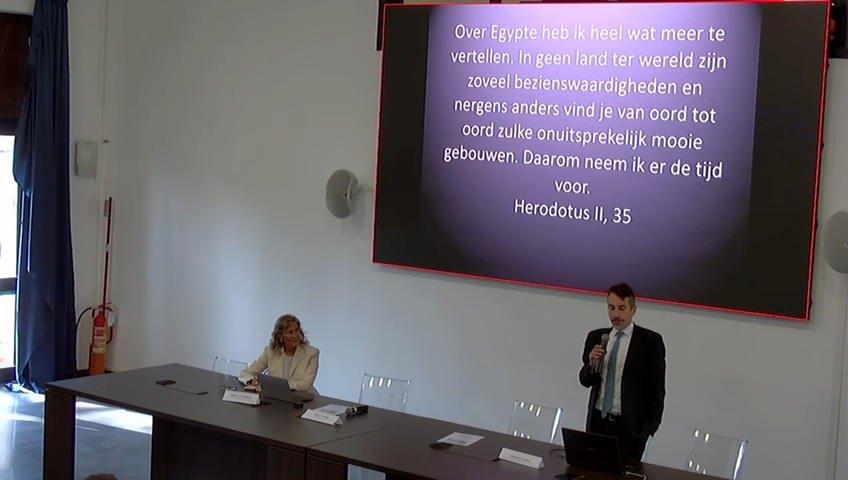 Over Egypte heb ik heel wat meer te
vertellen. In geen land ter wereld zijn
zoveel bezienswaardigheden en
nergens anders vind je van oord tot
oord zulke onuitsprekelijk mooie
gebouwen. Daarom neem ik er de tijd
voor.
Herodotus II, 35